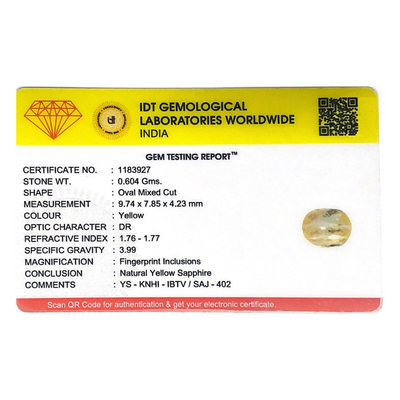 IDT GEMOLOGICAL
LABORATORIES WORLDWIDE
INDIA
GEM TESTING REPORT™
CERTIFICATE NO. : 1183927
STONE WT. : 0.604 Gms.
SHAPE : Oval Mixed Cut
MEASUREMENT : 9.74 x 7.85 x 4.23 mm
COLOUR : Yellow
OPTIC CHARACTER : DR
REFRACTIVE INDEX : 1.76 - 1.77
SPECIFIC GRAVITY : 3.99
MAGNIFICATION : Fingerprint Inclusions
CONCLUSION : Natural Yellow Sapphire
COMMENTS : YS - KNHI - IBTV / SAJ - 402
Scan QR Code for authentication & get your electronic certificate.